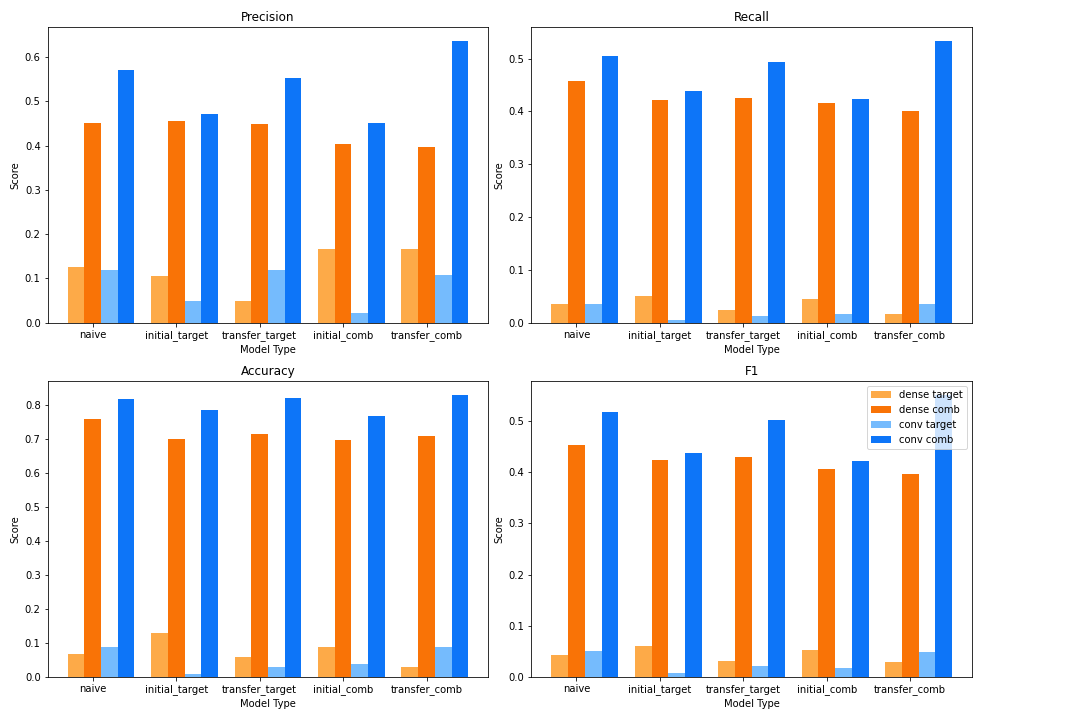 Precision
Score
0.6
0.5
0.4
0.3
0.2
0.1
0.0
naive initial_target transfer_target initial_comb transfer_comb
Model Type
Recall
Score
0.5
0.4
0.3
0.2
0.1
0.0
naive initial_target transfer_target initial_comb transfer_comb
Model Type
Accuracy
Score
0.8
0.7
0.6
0.5
0.4
0.3
0.2
0.1
0.0
naive initial_target transfer_target initial_comb transfer_comb
Model Type
F1
Score
0.5
0.4
0.3
0.2
0.1
0.0
naive initial_target transfer_target initial_comb transfer_comb
Model Type
dense target
dense comb
conv target
conv comb